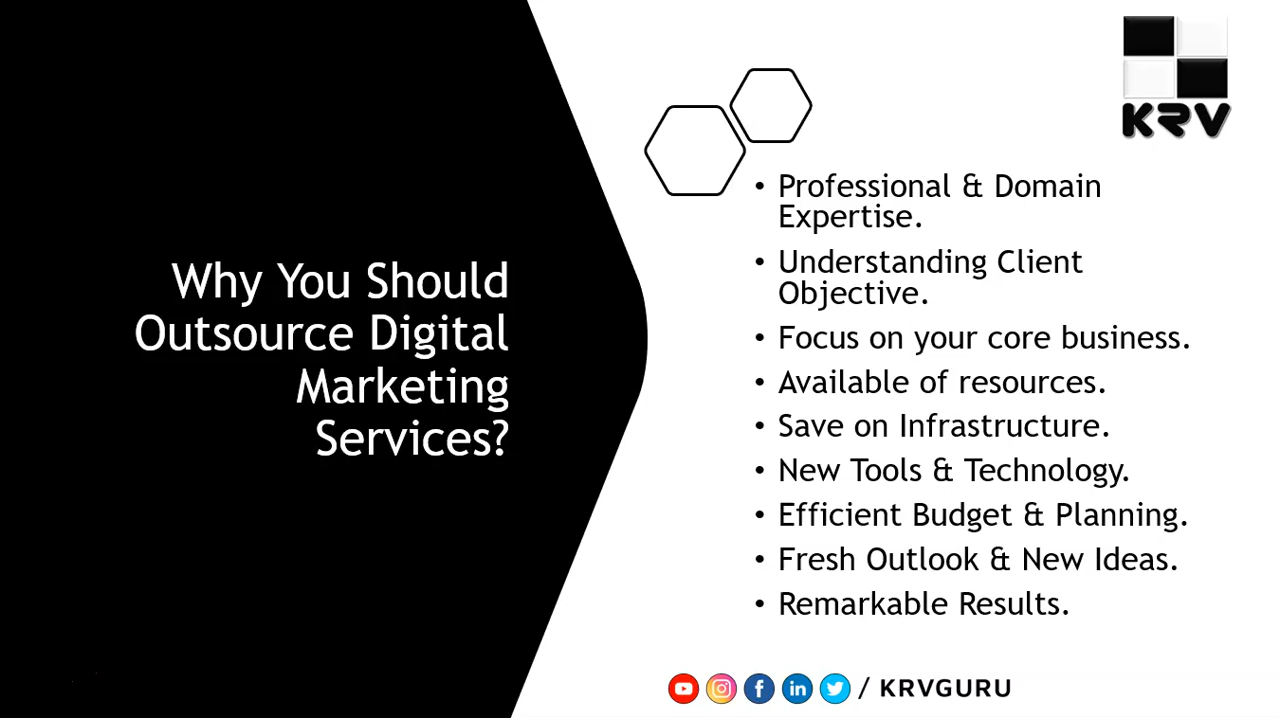 Why You Should
Outsource Digital
Marketing
Services?
KRV
• Professional & Domain
Expertise.
• Understanding Client
Objective.
• Focus on your core business.
• Available of resources.
• Save on Infrastructure.
• New Tools & Technology.
• Efficient Budget & Planning.
• Fresh Outlook & New Ideas.
• Remarkable Results.
/ KRVGURU